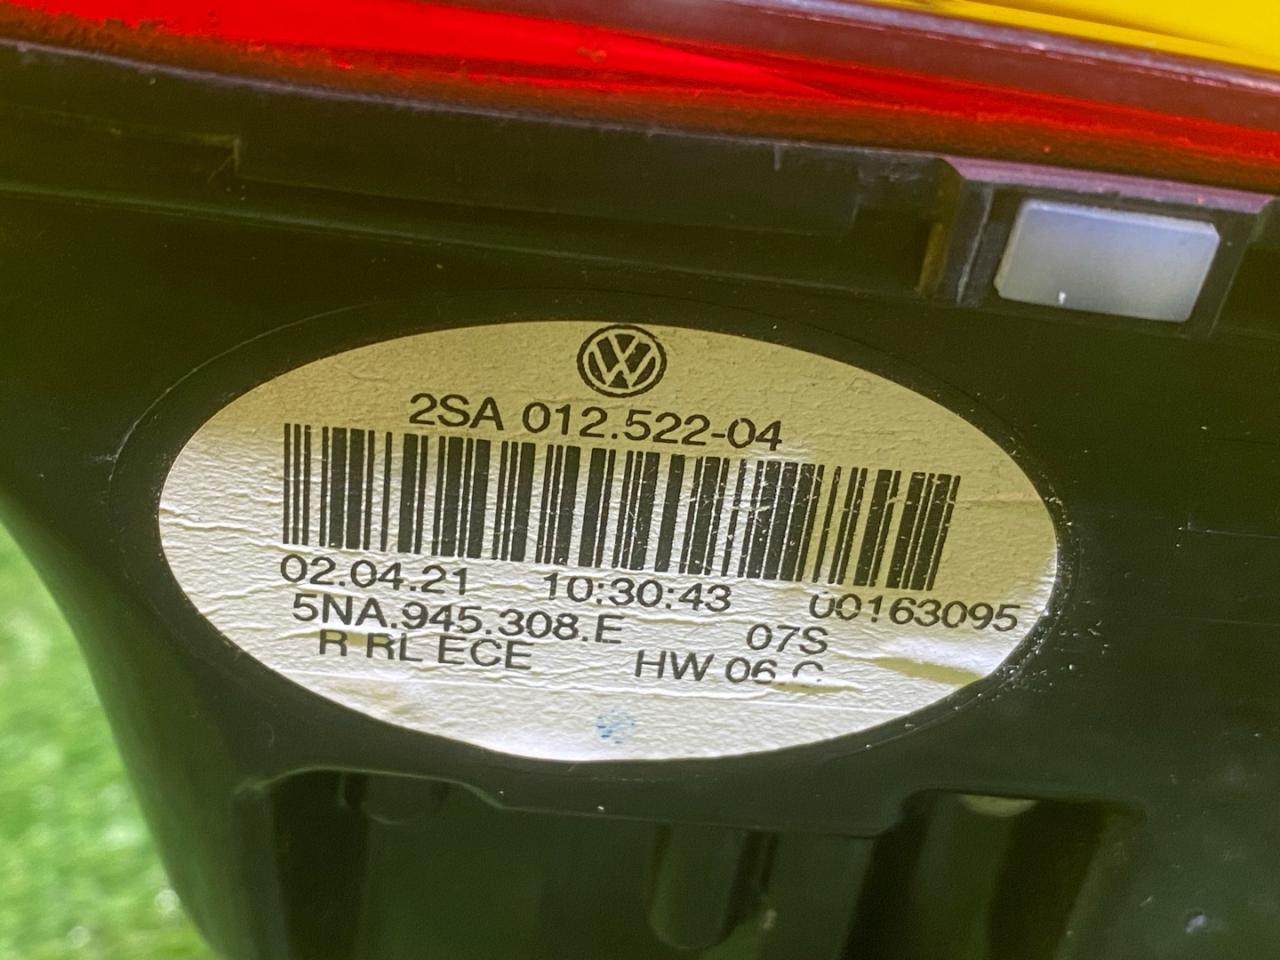 2SA 012.522-04
02.04.21 10:30:43 00163095
5NA.945.308.E 07S
R RL ECE HW 06.